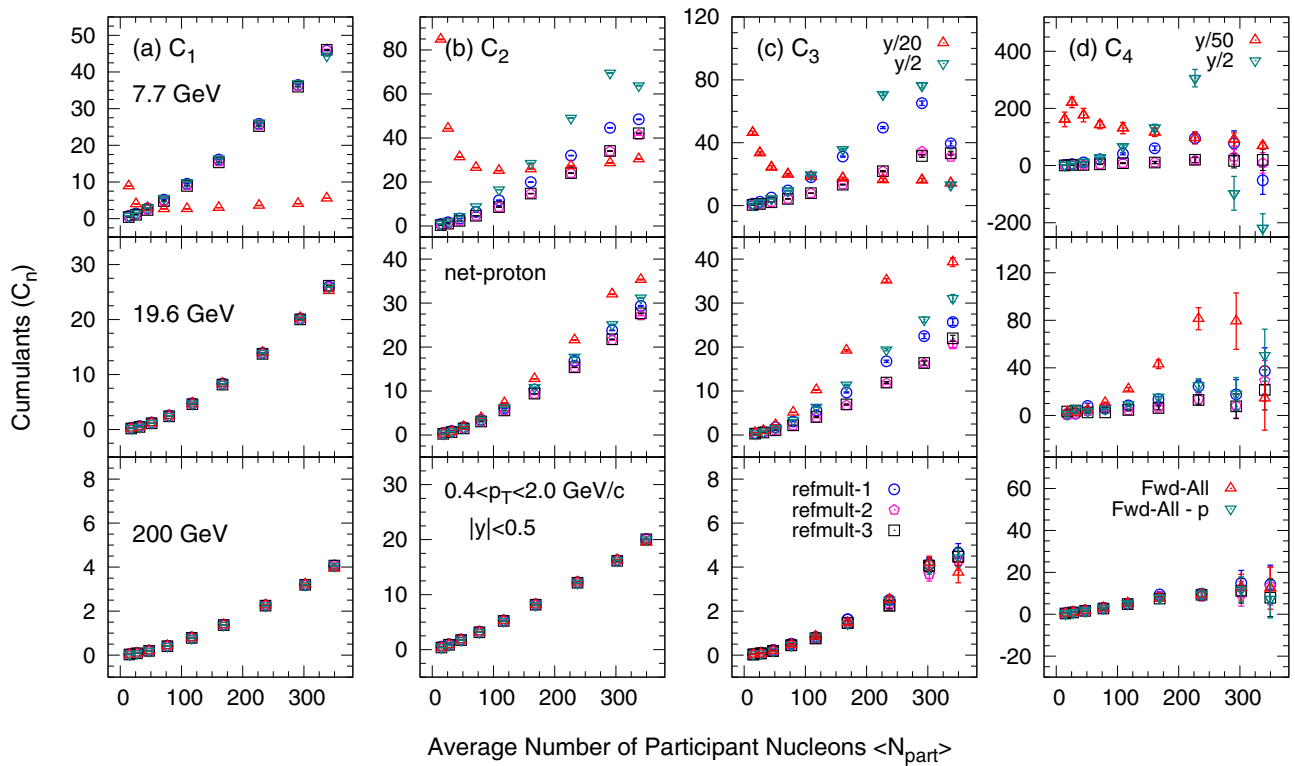 (a) C1
7.7 GeV
50
40
30
20
10
0
(b) C2
80
60
40
20
0
(c) C3
y/20
y/2
120
80
40
0
(d) C4
y/50
y/2
400
200
0
-200
19.6 GeV
30
20
10
0
net-proton
40
30
20
10
0
40
30
20
10
0
120
80
40
0
200 GeV
8
6
4
2
0
0.4<pT<2.0 GeV/c
|y|<0.5
30
20
10
0
refmult-1
refmult-2
refmult-3
8
6
4
2
0
Fwd-All
Fwd-All - p
60
40
20
0
-20
0 100 200 300
0 100 200 300
0 100 200 300
0 100 200 300
Cumulants (Cn)
Average Number of Participant Nucleons <Npart>